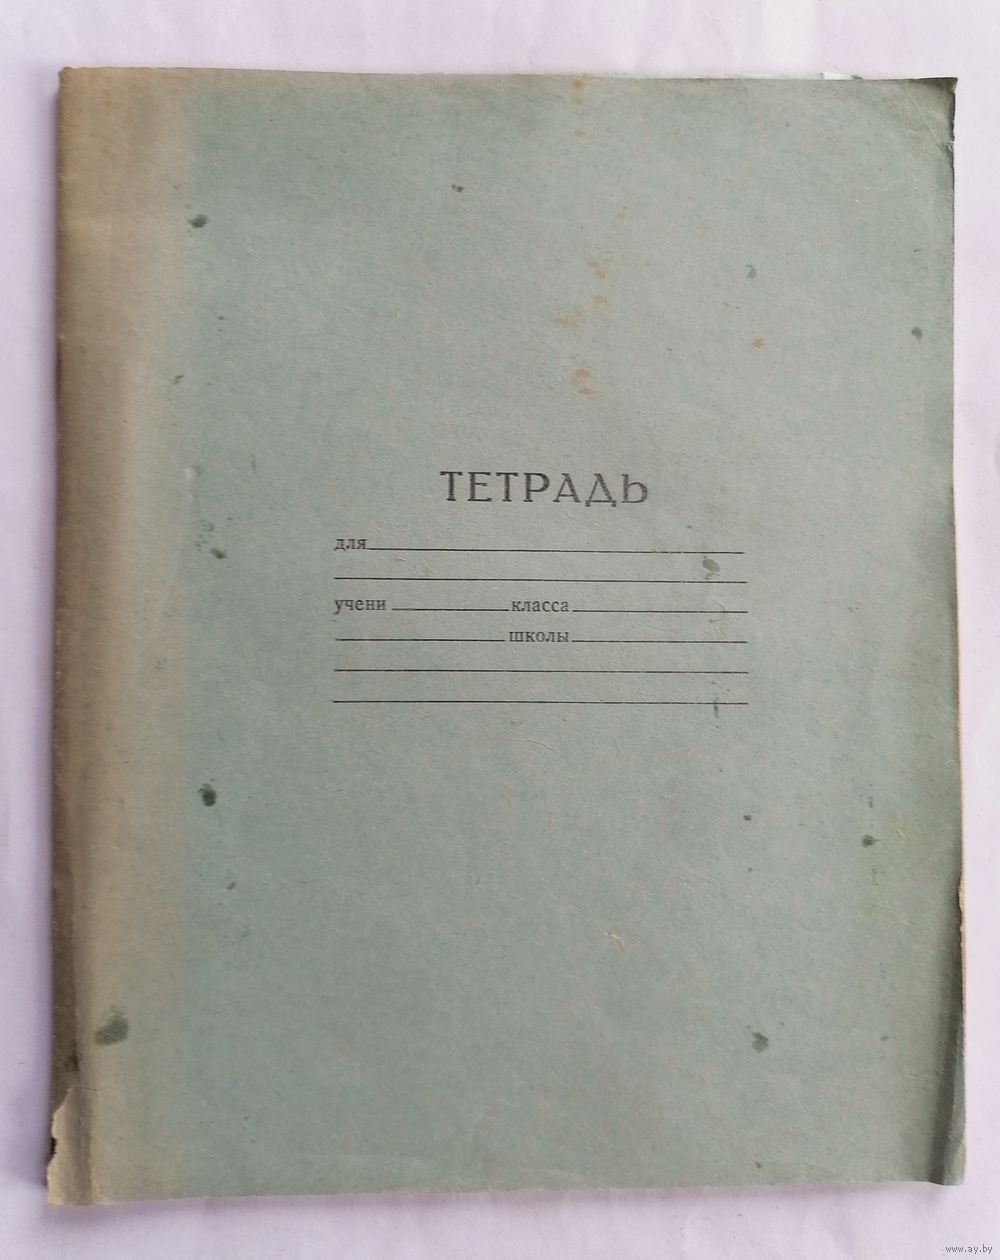 ТЕТРАДЬ
для
учени класса
школы
www.ay.by